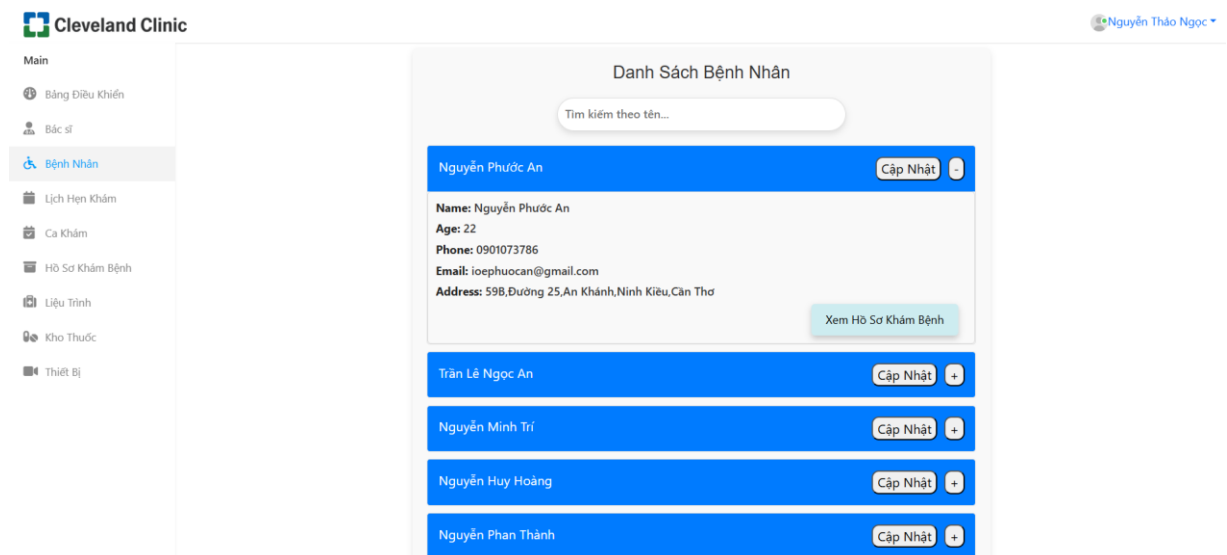 Cleveland Clinic
Nguyễn Thảo Ngọc
Main
Bảng Điều Khiển
Bác sĩ
Bệnh Nhân
Lịch Hẹn Khám
Ca Khám
Hồ Sơ Khám Bệnh
Liệu Trình
Kho Thuốc
Thiết Bị
Danh Sách Bệnh Nhân
Tìm kiếm theo tên...
Nguyễn Phước An Cập Nhật -
Name: Nguyễn Phước An
Age: 22
Phone: 0901073786
Email: ioephuocan@gmail.com
Address: 59B,Đường 25,An Khánh,Ninh Kiều,Cần Thơ
Xem Hồ Sơ Khám Bệnh
Trần Lê Ngọc An Cập Nhật +
Nguyễn Minh Trí Cập Nhật +
Nguyễn Huy Hoàng Cập Nhật +
Nguyễn Phan Thành Cập Nhật +